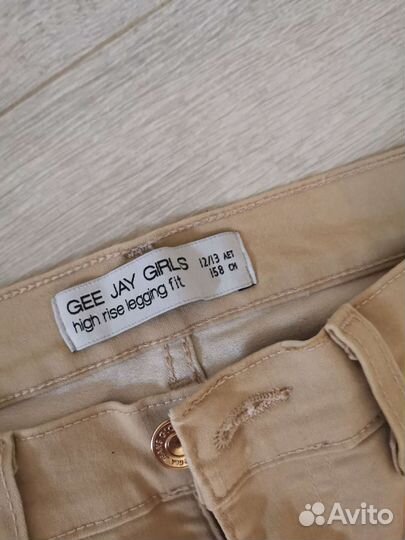 GEE JAY GIRLS
high rise legging fit
12/13 ЛЕТ
158 СМ
Avito